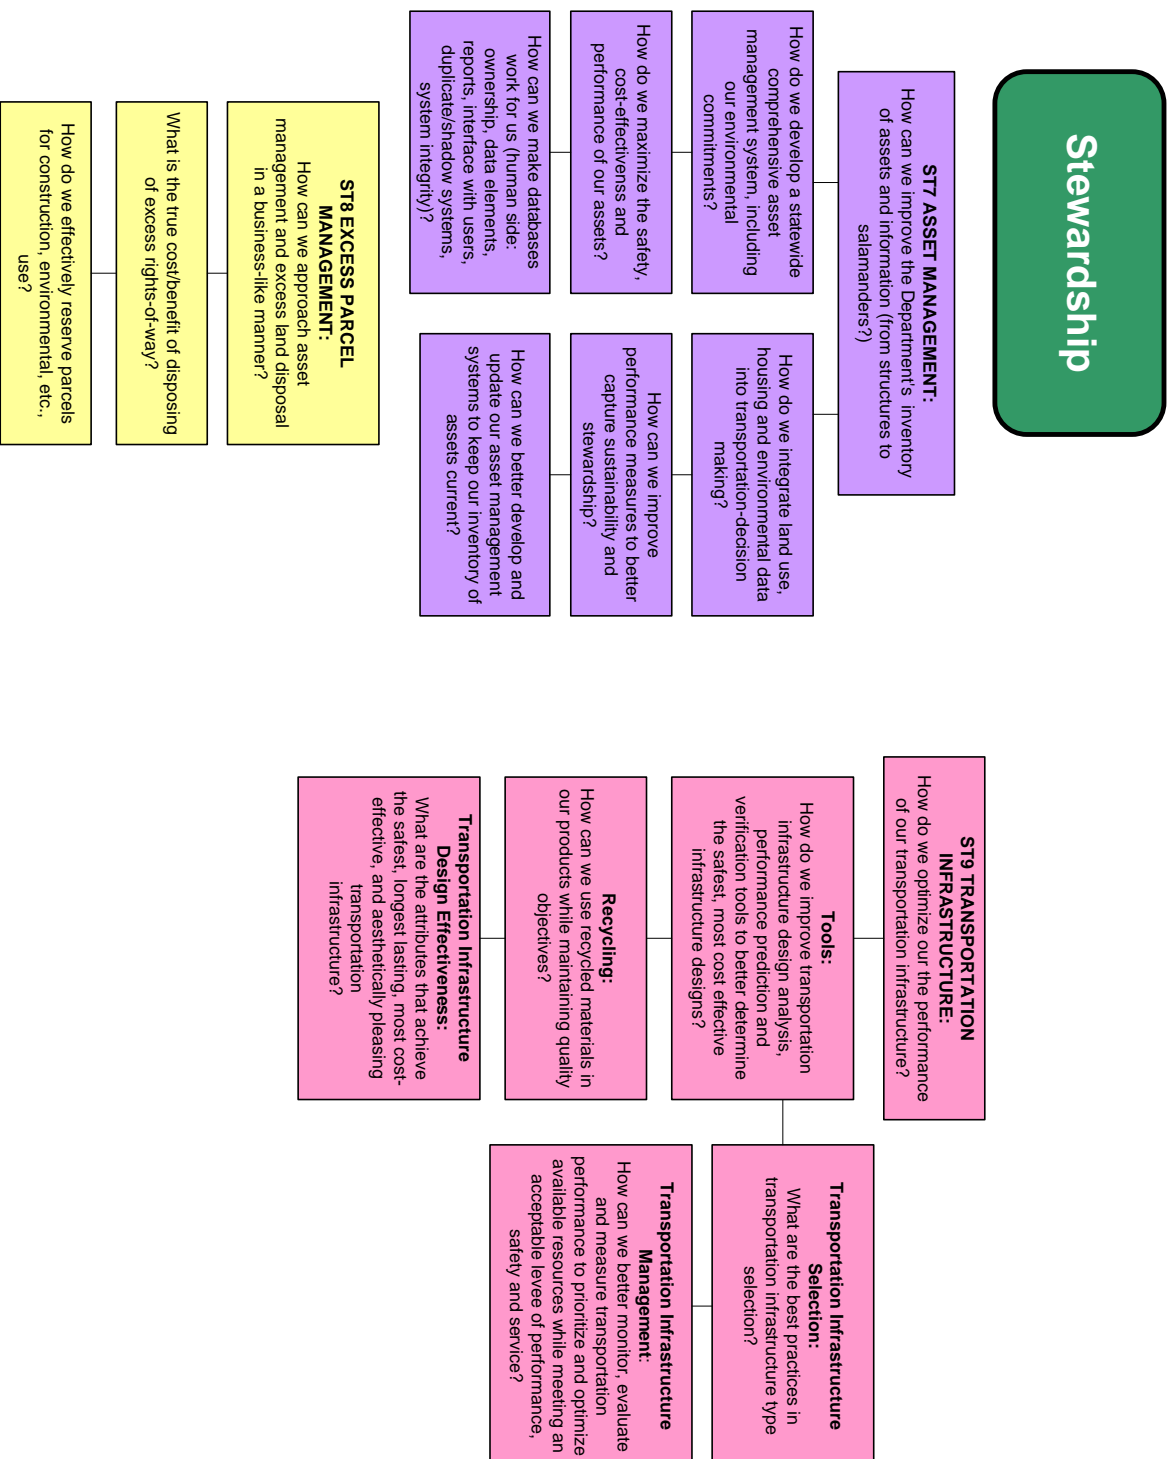 Stewardship
ST7 ASSET MANAGEMENT:
How can we improve the Department's  inventory
of assets and information (from structures to
salamanders?)
How do we develop a statewide
comprehensive asset
management system, including
our environmental
commitments?
How do we maximize the safety,
cost-effectivenss and
performance of our assets?
How can we make databases
work for us (human side:
ownership, data elements,
reports, interface with users,
duplicate/shadow systems,
system integrity)?
How do we integrate land use,
housing and environmental data
into transportation-decision
making?
How can we improve
performance measures to better
capture sustainability and
stewardship?
How can we better develop and
update our asset management
systems to keep our inventory of
assets current?
ST8 EXCESS PARCEL
MANAGEMENT:
How can we approach asset
management and excess land disposal
in a business-like manner?
What is the true cost/benefit of disposing
of excess rights-of-way?
How do we effectively reserve parcels
for construction, environmental, etc.,
use?
ST9 TRANSPORTATION
INFRASTRUCTURE:
How do we optimize our the performance
of our transportation infrastructure?
Tools:
How do we improve transportation
infrastructure design analysis,
performance prediction and
verification tools to better determine
the safest, most cost effective
infrastructure designs?
Recycling:
How can we use recycled materials in
our products while maintaining quality
objectives?
Transportation Infrastructure
Design Effectiveness:
What are the attributes that achieve
the safest, longest lasting, most cost-
effective, and aesthetically pleasing
transportation
infrastructure?
Transportation Infrastructure
Selection:
What are the best practices in
transportation infrastructure type
selection?
Transportation Infrastructure
Management:
How can we better monitor, evaluate
and measure transportation
performance to prioritize and optimize
available resources while meeting an
acceptable levee of performance,
safety and service?